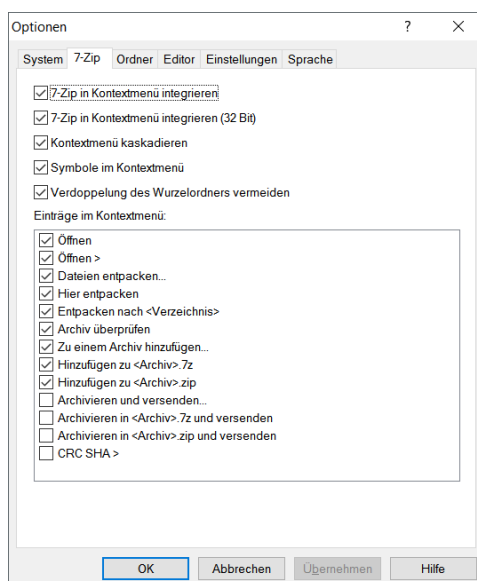 Optionen ?
System 7-Zip Ordner Editor Einstellungen Sprache
7-Zip in Kontextmenü integrieren
7-Zip in Kontextmenü integrieren (32 Bit)
Kontextmenü kaskadieren
Symbole im Kontextmenü
Verdoppelung des Wurzelordners vermeiden
Einträge im Kontextmenü:
Öffnen
Öffnen >
Dateien entpacken...
Hier entpacken
Entpacken nach <Verzeichnis>
Archiv überprüfen
Zu einem Archiv hinzufügen...
Hinzufügen zu <Archiv>.7z
Hinzufügen zu <Archiv>.zip
Archivieren und versenden...
Archivieren in <Archiv>.7z und versenden
Archivieren in <Archiv>.zip und versenden
CRC SHA >
OK Abbrechen Übernehmen Hilfe